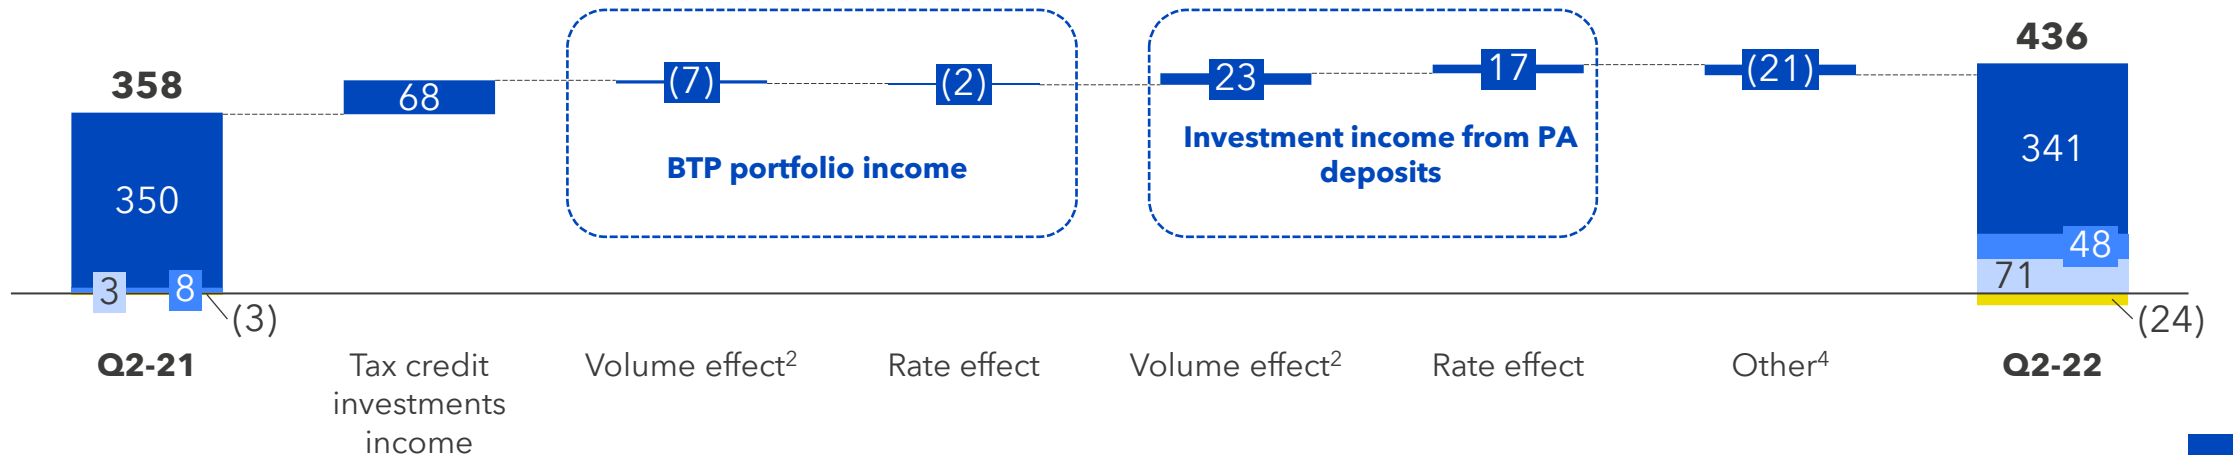 358
68
(7)
(2)
23
17
(21)
436
BTP portfolio income
Investment income from PA
deposits
350
3
8
(3)
341
48
71
(24)
Q2-21
Tax credit
investments
income
Volume effect²
Rate effect
Volume effect²
Rate effect
Other⁴
Q2-22